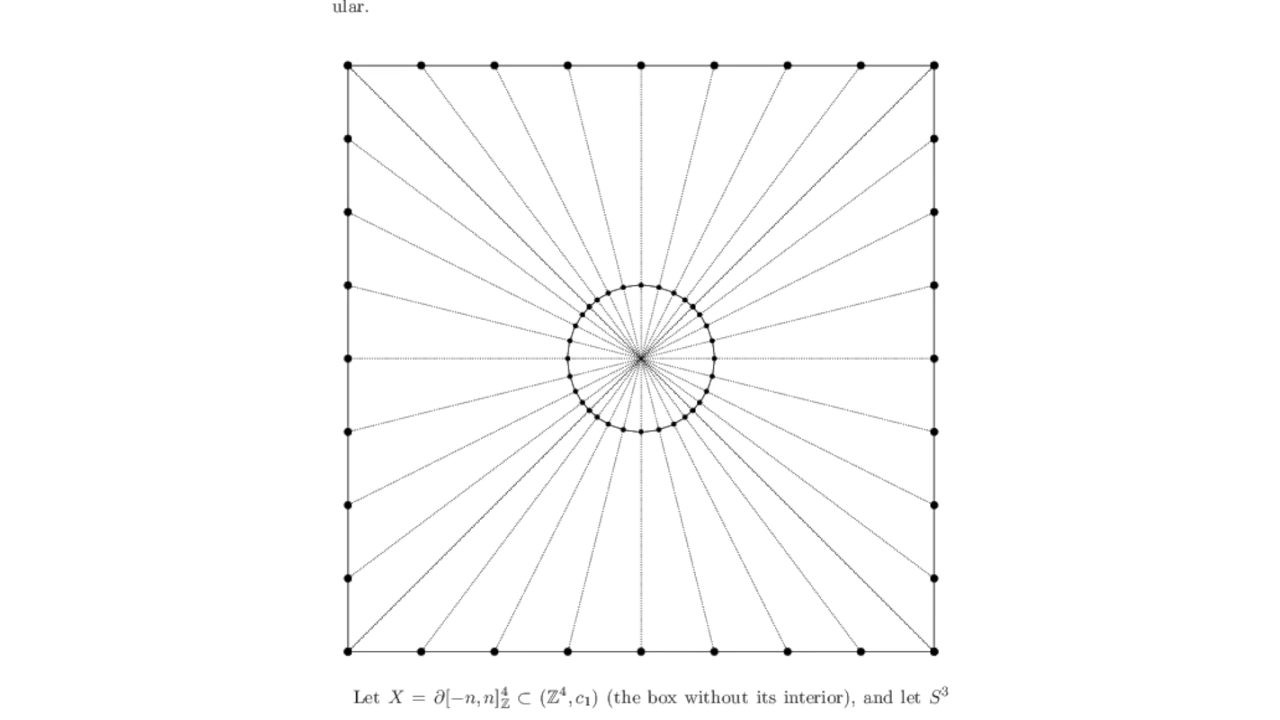 ular.
Let X = ∂[−n, n]⁴_ℤ ⊂ (ℤ⁴, c₁) (the box without its interior), and let S³